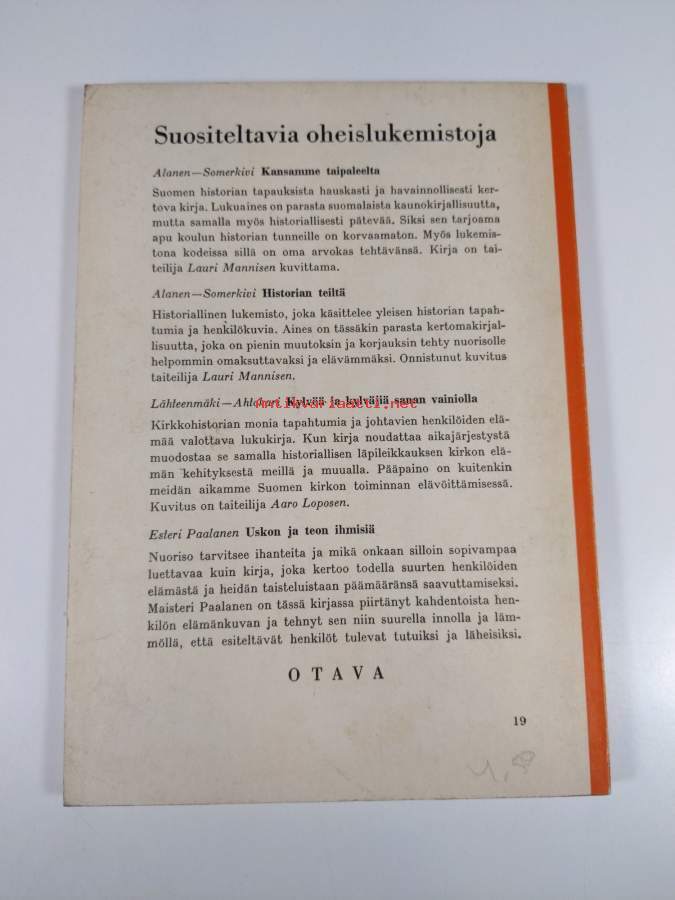 Suositeltavia oheislukemistoja
Alanen—Somerkivi Kansamme taipaleelta
Suomen historian tapauksista hauskasti ja havainnollisesti ker-
tova kirja. Lukuaines on parasta suomalaista kaunokirjallisuutta,
mutta samalla myös historiallisesti pätevää. Siksi sen tarjoama
apu koulun historian tunneille on korvaamaton. Myös lukemis-
tona kodeissa sillä on oma arvokas tehtävänsä. Kirja on tai-
teilija Lauri Mannisen kuvittama.
Alanen—Somerkivi Historian teiltä
Historiallinen lukemisto, joka käsittelee yleisen historian tapah-
tumia ja henkilökuvia. Aines on tässäkin parasta kertomakirjal-
lisuutta, joka on pienin muutoksin ja korjauksin tehty nuorisolle
helpommin omaksuttavaksi ja elävämmäksi. Onnistunut kuvitus
taiteilija Lauri Mannisen.
Lähteenmäki—Ahlobari Kylvöä ja kylväjiä sanan vainiolla
Antikvariaatti.net
Kirkkohistorian monia tapahtumia ja johtavien henkilöiden elä-
mää valottava lukukirja. Kun kirja noudattaa aikajärjestystä
muodostaa se samalla historiallisen läpileikkauksen kirkon elä-
män kehityksestä meillä ja muualla. Pääpaino on kuitenkin
meidän aikamme Suomen kirkon toiminnan elävöittämisessä.
Kuvitus on taiteilija Aaro Loposen.
Esteri Paalanen Uskon ja teon ihmisiä
Nuoriso tarvitsee ihanteita ja mikä onkaan silloin sopivampaa
luettavaa kuin kirja, joka kertoo todella suurten henkilöiden
elämästä ja heidän taisteluistaan päämääränsä saavuttamiseksi.
Maisteri Paalanen on tässä kirjassa piirtänyt kahdentoista hen-
kilön elämänkuvan ja tehnyt sen niin suurella innolla ja läm-
möllä, että esiteltävät henkilöt tulevat tutuiksi ja läheisiksi.
OTAVA
19